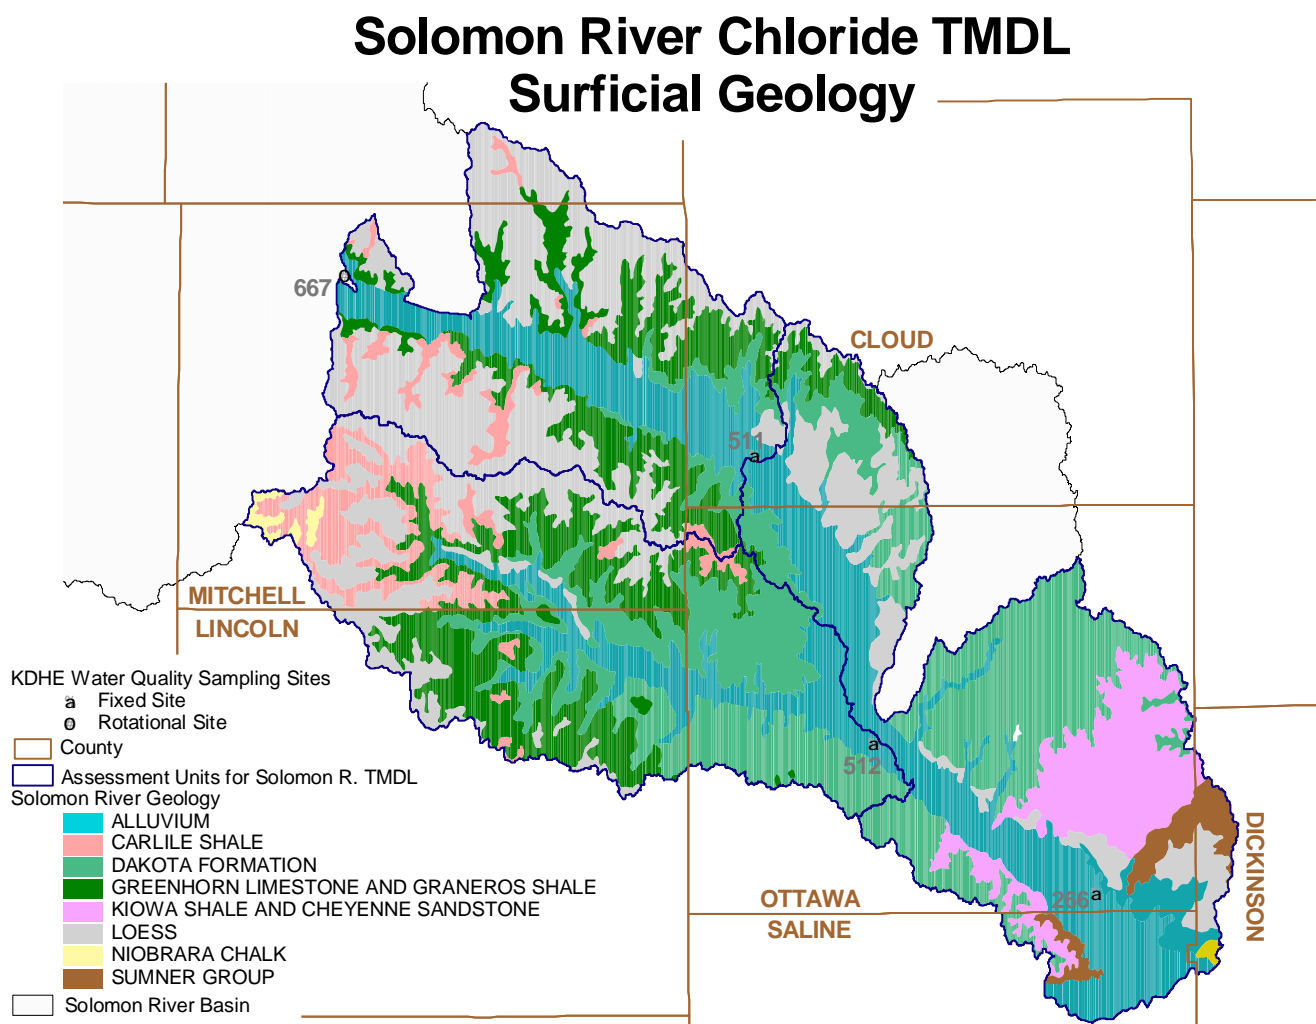 Solomon River Chloride TMDL
Surficial Geology
667
CLOUD
511
MITCHELL
LINCOLN
512
KDHE Water Quality Sampling Sites
a Fixed Site
Rotational Site
County
Assessment Units for Solomon R. TMDL
Solomon River Geology
ALLUVIUM
CARLILE SHALE
DAKOTA FORMATION
GREENHORN LIMESTONE AND GRANEROS SHALE
KIOWA SHALE AND CHEYENNE SANDSTONE
LOESS
NIOBRARA CHALK
SUMNER GROUP
Solomon River Basin
DICKINSON
266
OTTAWA
SALINE
a
a
a